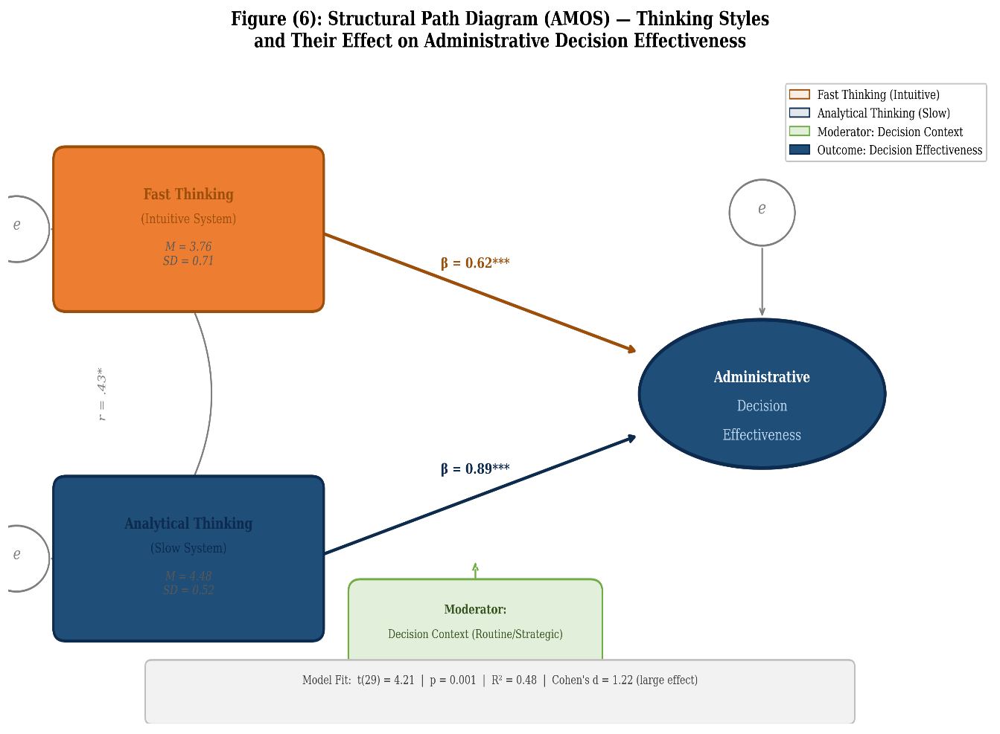 Figure (6): Structural Path Diagram (AMOS) — Thinking Styles
and Their Effect on Administrative Decision Effectiveness
Fast Thinking (Intuitive)
Analytical Thinking (Slow)
Moderator: Decision Context
Outcome: Decision Effectiveness
e
Fast Thinking
(Intuitive System)
M = 3.76
SD = 0.71
e
β = 0.62***
r = .43*
Administrative
Decision
Effectiveness
β = 0.89***
e
Analytical Thinking
(Slow System)
M = 4.48
SD = 0.52
Moderator:
Decision Context (Routine/Strategic)
Model Fit:  t(29) = 4.21  |  p = 0.001  |  R² = 0.48  |  Cohen's d = 1.22 (large effect)